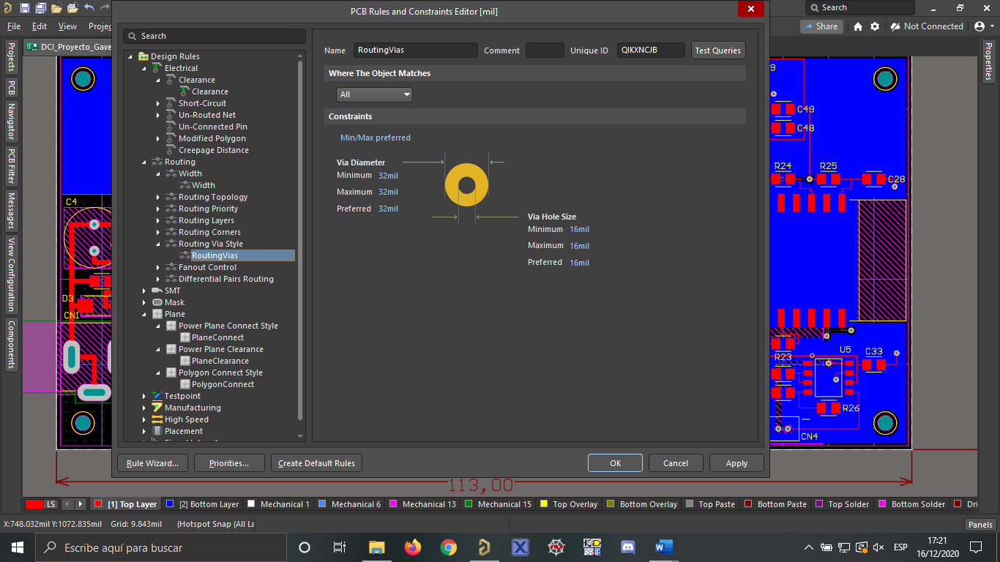 PCB Rules and Constraints Editor [mil]
Search
File Edit View
Share Not Connected
DCI_Proyecto_Gave
Search
Projects
PCB
Navigator
PCB Filter
Messages
View Configuration
Components
Properties
Design Rules
Electrical
Clearance
Clearance
Short-Circuit
Un-Routed Net
Un-Connected Pin
Modified Polygon
Creepage Distance
Routing
Width
Width
Routing Topology
Routing Priority
Routing Layers
Routing Corners
Routing Via Style
RoutingVias
Fanout Control
Differential Pairs Routing
SMT
Mask
Plane
Power Plane Connect Style
PlaneConnect
Power Plane Clearance
PlaneClearance
Polygon Connect Style
PolygonConnect
Testpoint
Manufacturing
High Speed
Placement
Name RoutingVias Comment Unique ID QIKXNCJB Test Queries
Where The Object Matches
All
Constraints
Min/Max preferred
Via Diameter
Minimum 32mil
Maximum 32mil
Preferred 32mil
Via Hole Size
Minimum 16mil
Maximum 16mil
Preferred 16mil
Rule Wizard... Priorities... Create Default Rules OK Cancel Apply
C4
D3
CN1
C49
C48
R24 R25
C28
R23
U5
C33
R26
CN4
113,00
LS [1] Top Layer [2] Bottom Layer Mechanical 1 Mechanical 6 Mechanical 13 Mechanical 15 Top Overlay Bottom Overlay Top Paste Bottom Paste Top Solder Bottom Solder Dri
X:748.032mil Y:1072.835mil Grid: 9.843mil (Hotspot Snap (All La
Panels
Escribe aquí para buscar
ESP
17:21
16/12/2020